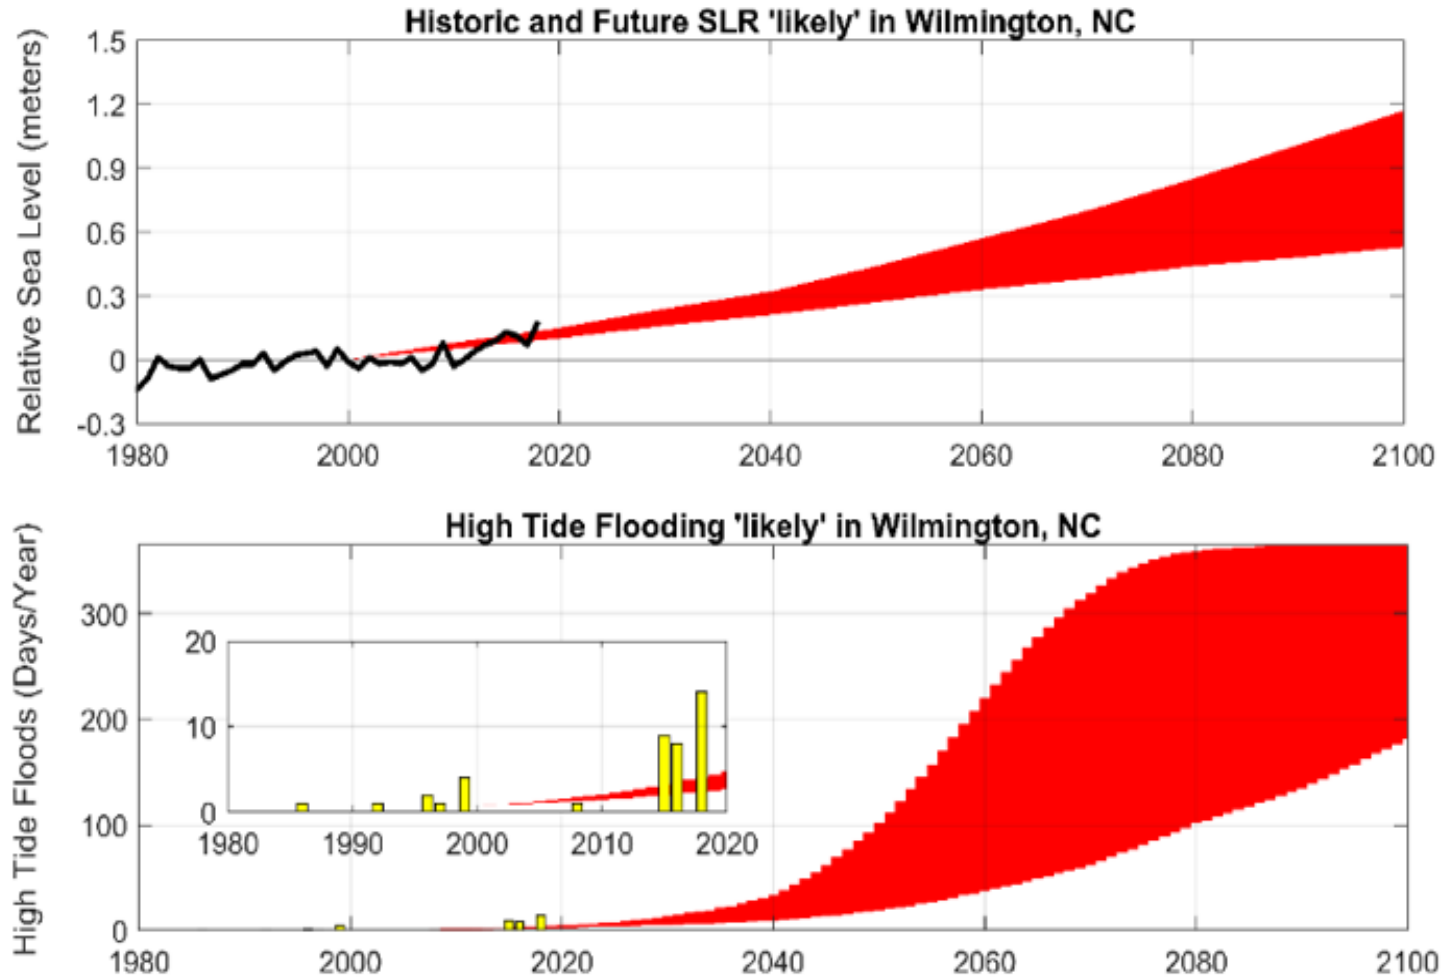 Historic and Future SLR 'likely' in Wilmington, NC
Relative Sea Level (meters)
1.5
1.2
0.9
0.6
0.3
0
-0.3
1980 2000 2020 2040 2060 2080 2100
High Tide Flooding 'likely' in Wilmington, NC
High Tide Floods (Days/Year)
300
200
100
0
20
10
0
1980 1990 2000 2010 2020
1980 2000 2020 2040 2060 2080 2100